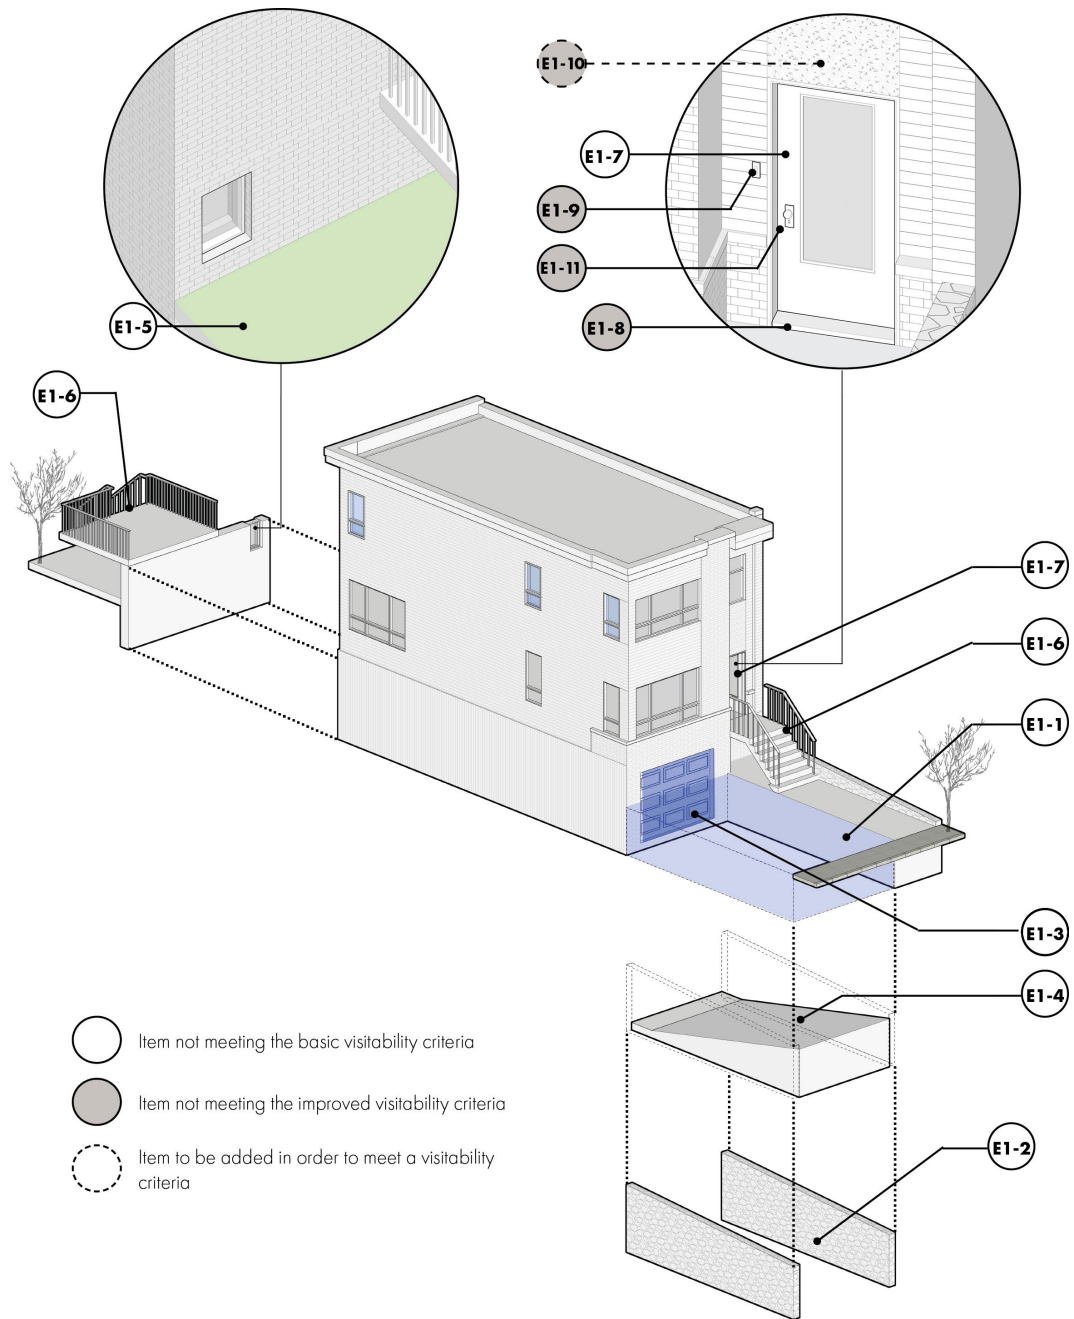 E1-10
E1-7
E1-9
E1-11
E1-5
E1-8
E1-6
E1-7
E1-6
E1-1
E1-3
E1-4
Item not meeting the basic visitability criteria
Item not meeting the improved visitability criteria
Item to be added in order to meet a visitability
criteria
E1-2